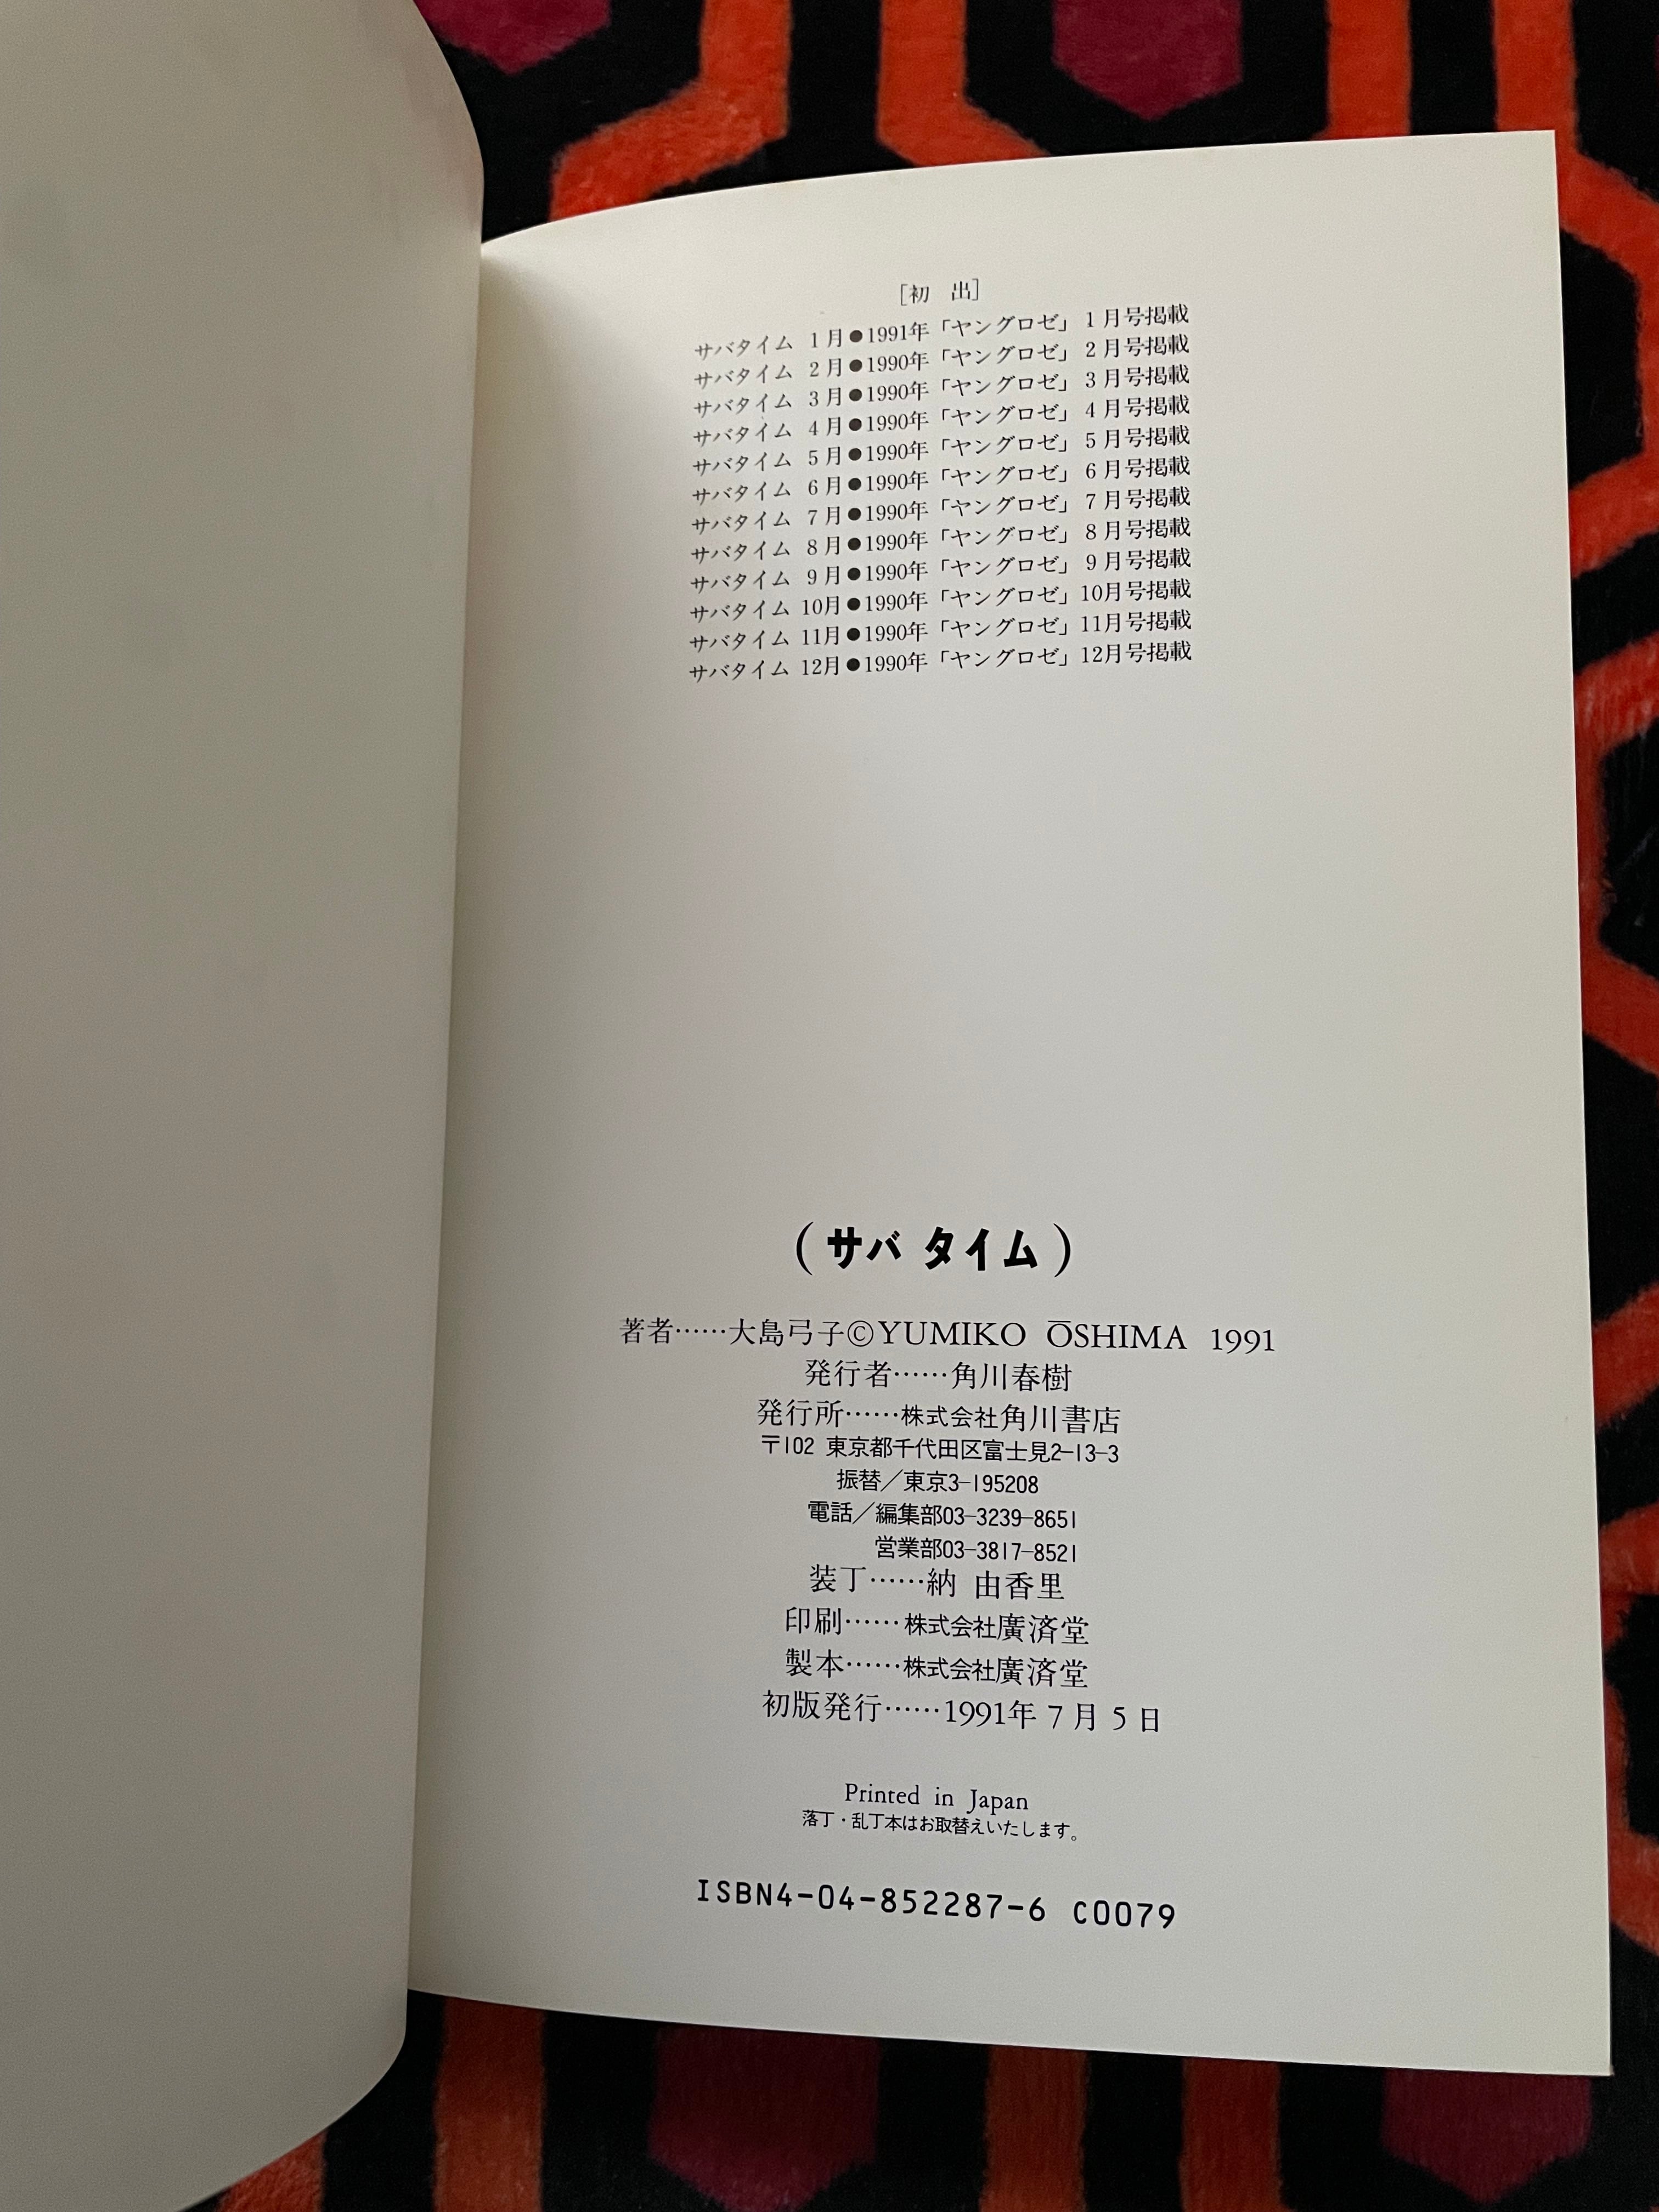 [初 出]
サバタイム 1月●1991年「ヤングロゼ」1月号掲載
サバタイム 2月●1990年「ヤングロゼ」2月号掲載
サバタイム 3月●1990年「ヤングロゼ」3月号掲載
サバタイム 4月●1990年「ヤングロゼ」4月号掲載
サバタイム 5月●1990年「ヤングロゼ」5月号掲載
サバタイム 6月●1990年「ヤングロゼ」6月号掲載
サバタイム 7月●1990年「ヤングロゼ」7月号掲載
サバタイム 8月●1990年「ヤングロゼ」8月号掲載
サバタイム 9月●1990年「ヤングロゼ」9月号掲載
サバタイム 10月●1990年「ヤングロゼ」10月号掲載
サバタイム 11月●1990年「ヤングロゼ」11月号掲載
サバタイム 12月●1990年「ヤングロゼ」12月号掲載
(サバ タイム)
著者……大島弓子©YUMIKO ŌSHIMA 1991
発行者……角川春樹
発行所……株式会社角川書店
〒102 東京都千代田区富士見2-13-3
振替／東京3-195208
電話／編集部03-3239-8651
営業部03-3817-8521
装丁……納 由香里
印刷……株式会社廣済堂
製本……株式会社廣済堂
初版発行……1991年7月5日
Printed in Japan
落丁・乱丁本はお取替えいたします。
ISBN4-04-852287-6 C0079